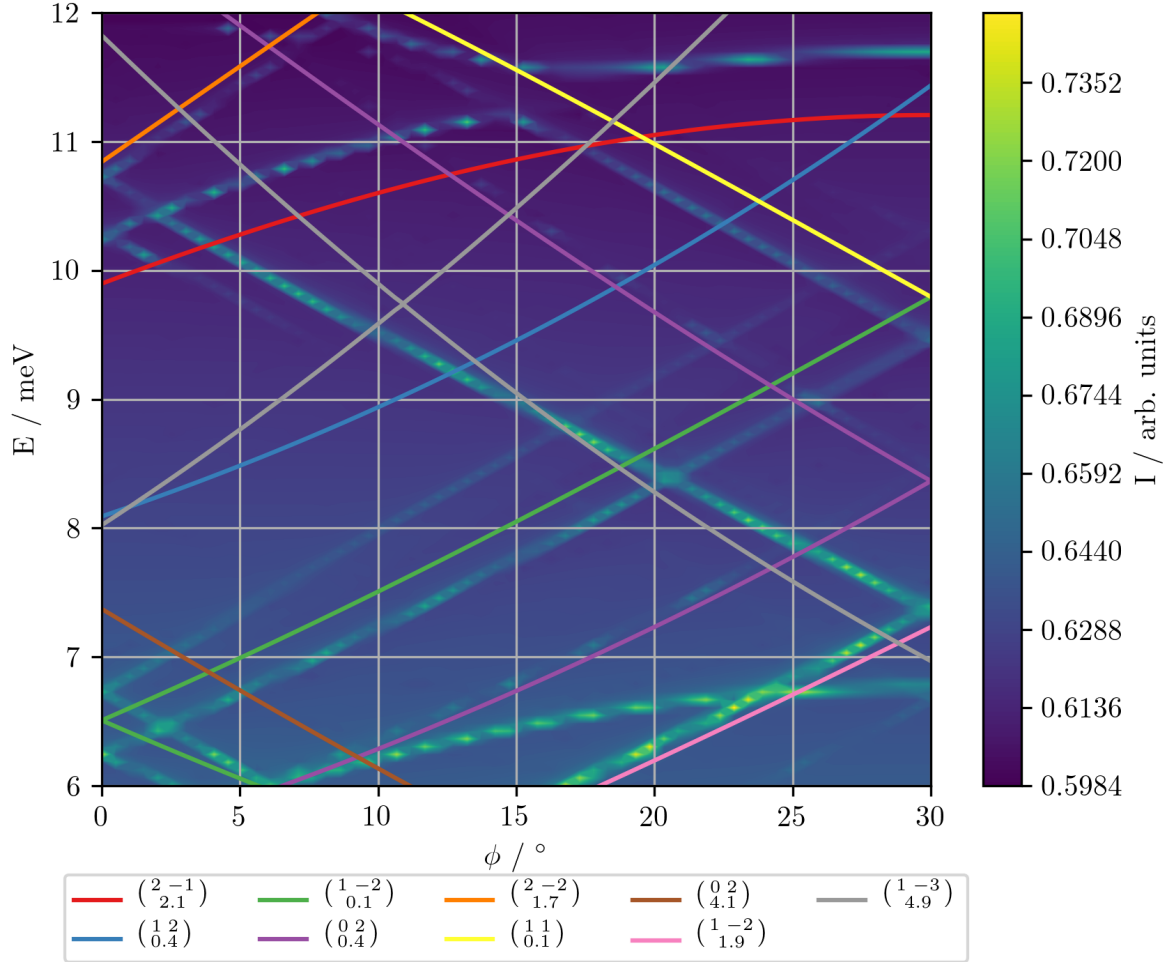 12
11
10
9
8
7
6
E / meV
0 5 10 15 20 25 30
ϕ / °
0.7352
0.7200
0.7048
0.6896
0.6744
0.6592
0.6440
0.6288
0.6136
0.5984
I / arb. units
(2 −1 2.1) (1 −2 0.1) (2 −2 1.7) (0 2 4.1) (1 −3 4.9)
(1 2 0.4) (0 2 0.4) (1 1 0.1) (1 −2 1.9)